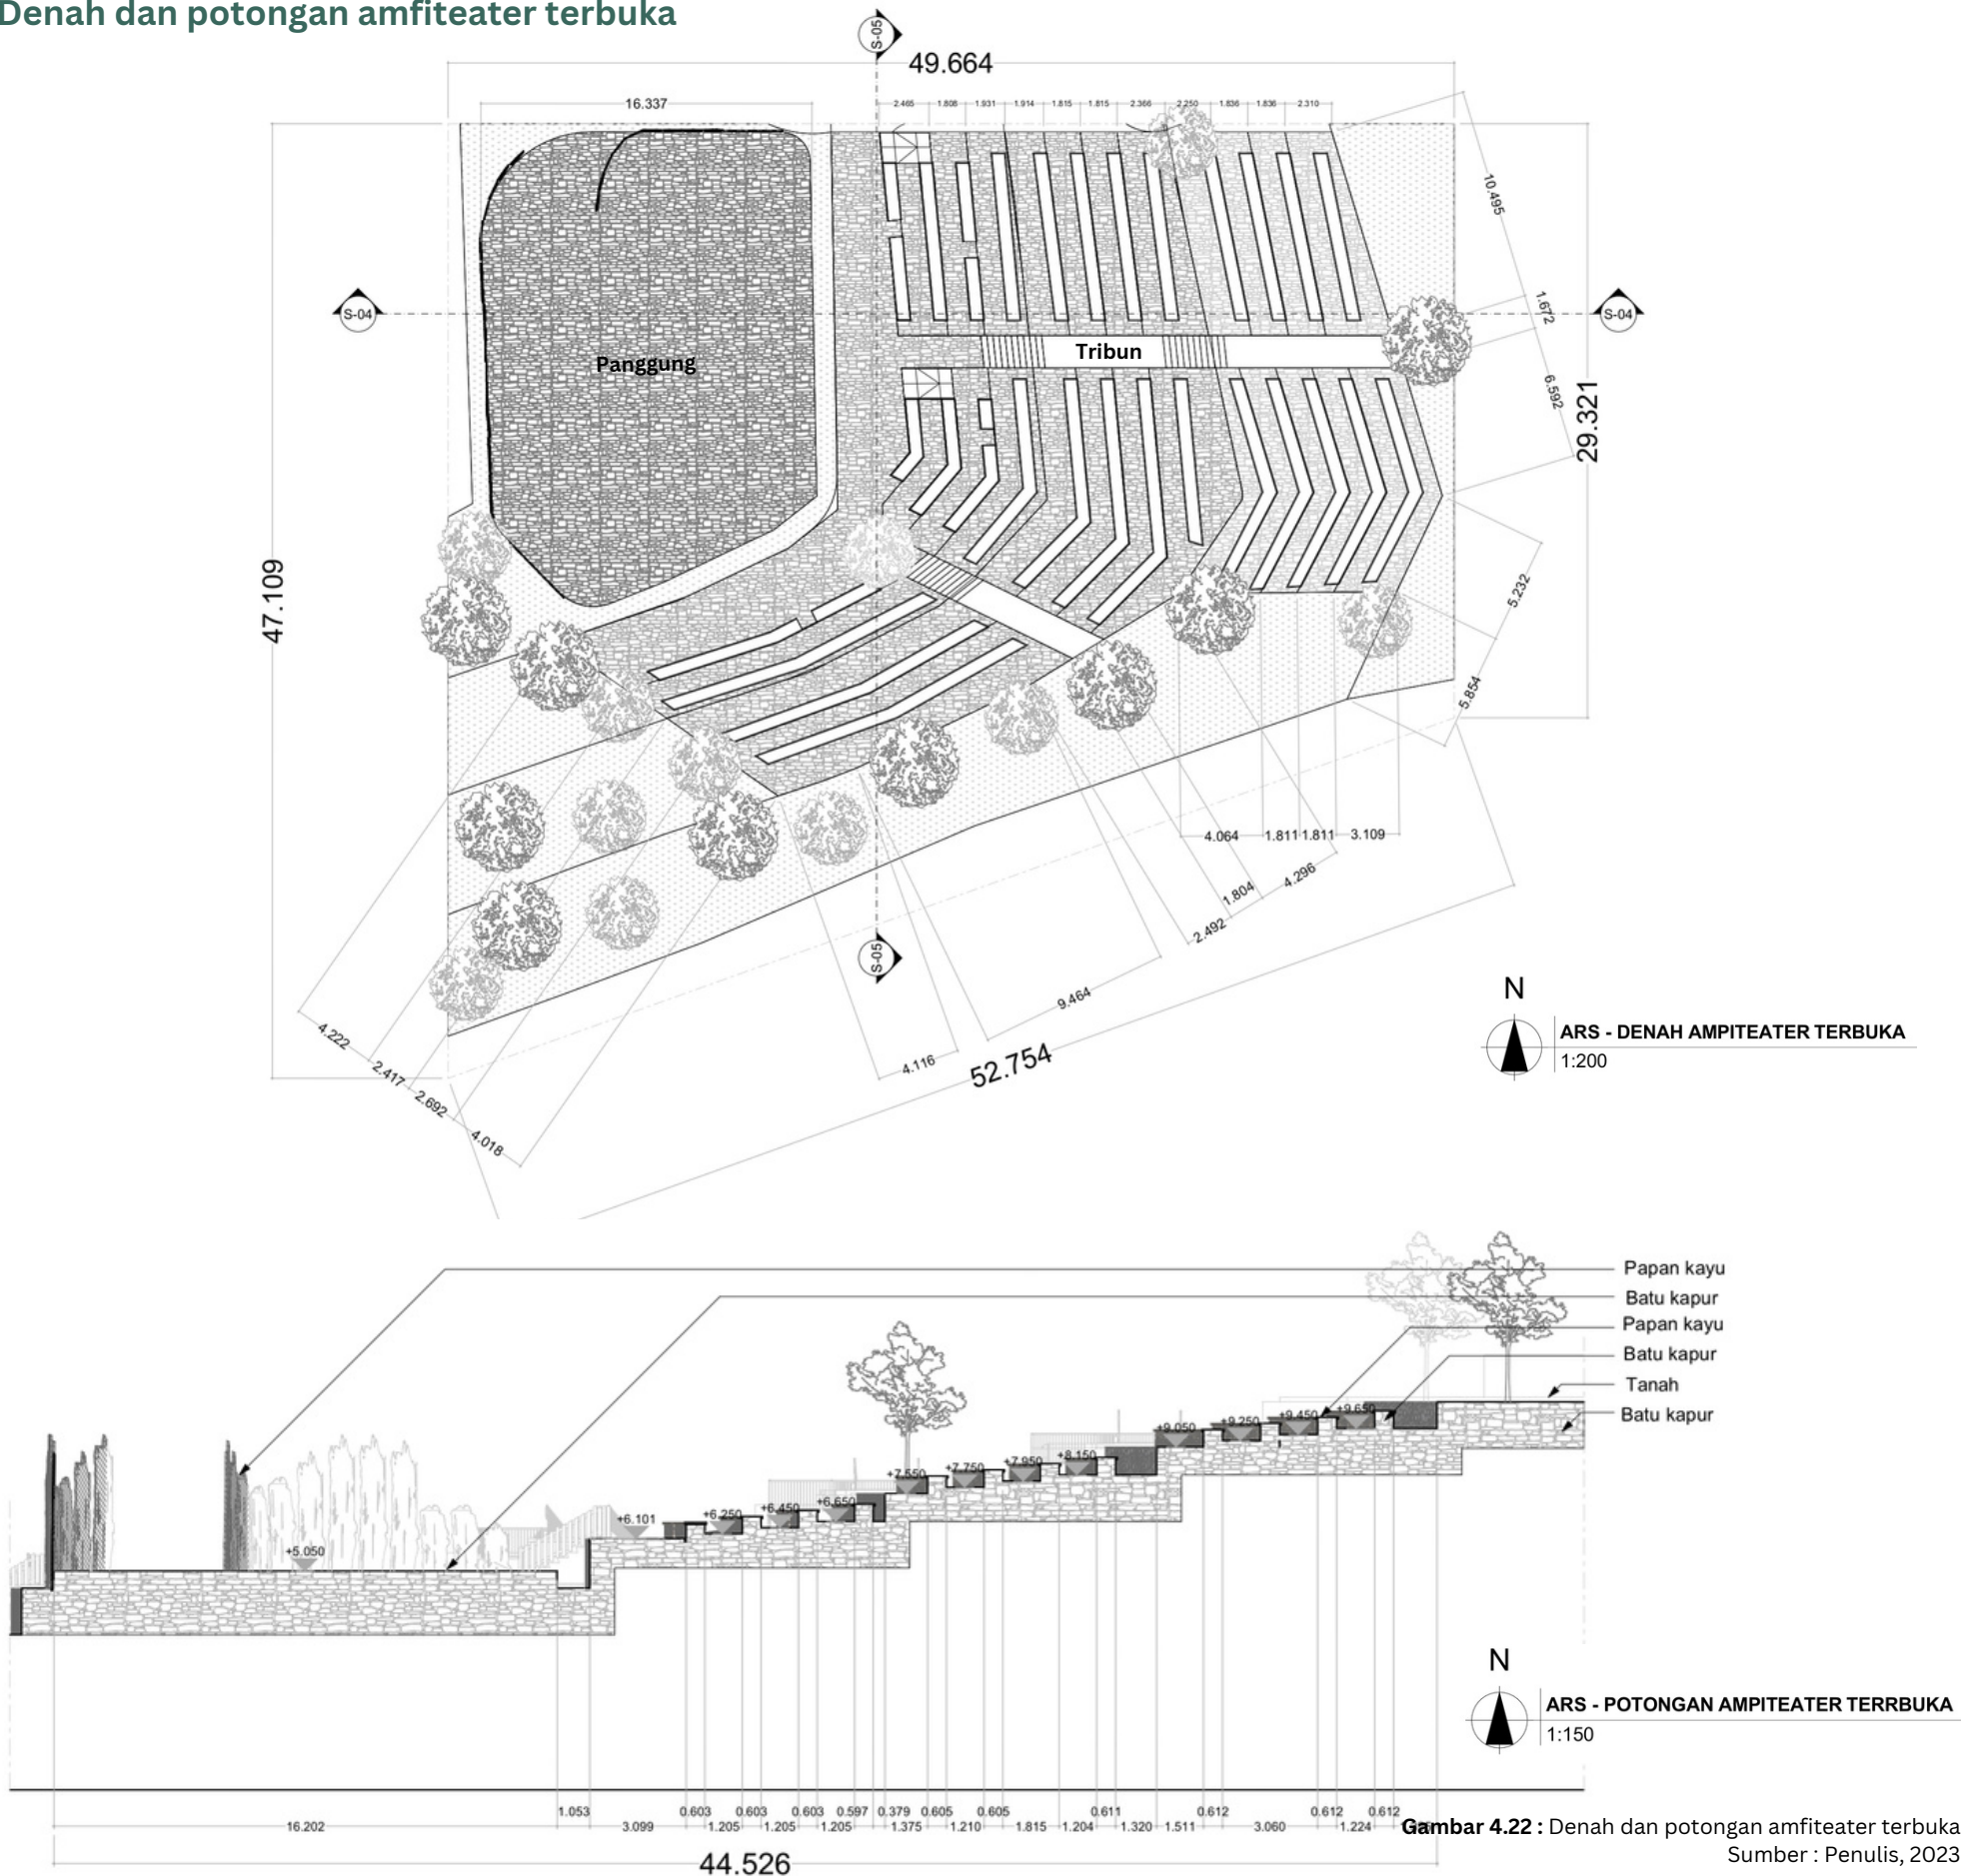 Denah dan potongan amfiteater terbuka
S-05
49.664
16.337
2.465 1.808 1.931 1.914 1.815 1.815 2.366 2.250 1.836 1.836 2.310
10.495
S-04
S-04
1.672
Tribun
Panggung
6.592
29.321
47.109
5.232
5.854
4.064 1.811 1.811 3.109
4.296
1.804
2.492
S-05
9.464
4.116
52.754
4.222
2.417
2.692
4.018
N
ARS - DENAH AMPITEATER TERBUKA
1:200
Papan kayu
Batu kapur
Papan kayu
Batu kapur
Tanah
Batu kapur
+9.650
+9.450
+9.250
+9.050
+8.150
+7.950
+7.750
+7.550
+6.650
+6.450
+6.250
+6.101
+5.050
N
ARS - POTONGAN AMPITEATER TERRBUKA
1:150
1.053 0.603 0.603 0.603 0.597 0.379 0.605 0.605 0.611 0.612 0.612 0.612
16.202 3.099 1.205 1.205 1.205 1.375 1.210 1.815 1.204 1.320 1.511 3.060 1.224
44.526
Gambar 4.22 : Denah dan potongan amfiteater terbuka
Sumber : Penulis, 2023